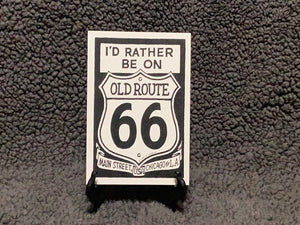 I'D RATHER
BE ON
OLD ROUTE
66
MAIN STREET CHICAGO L.A